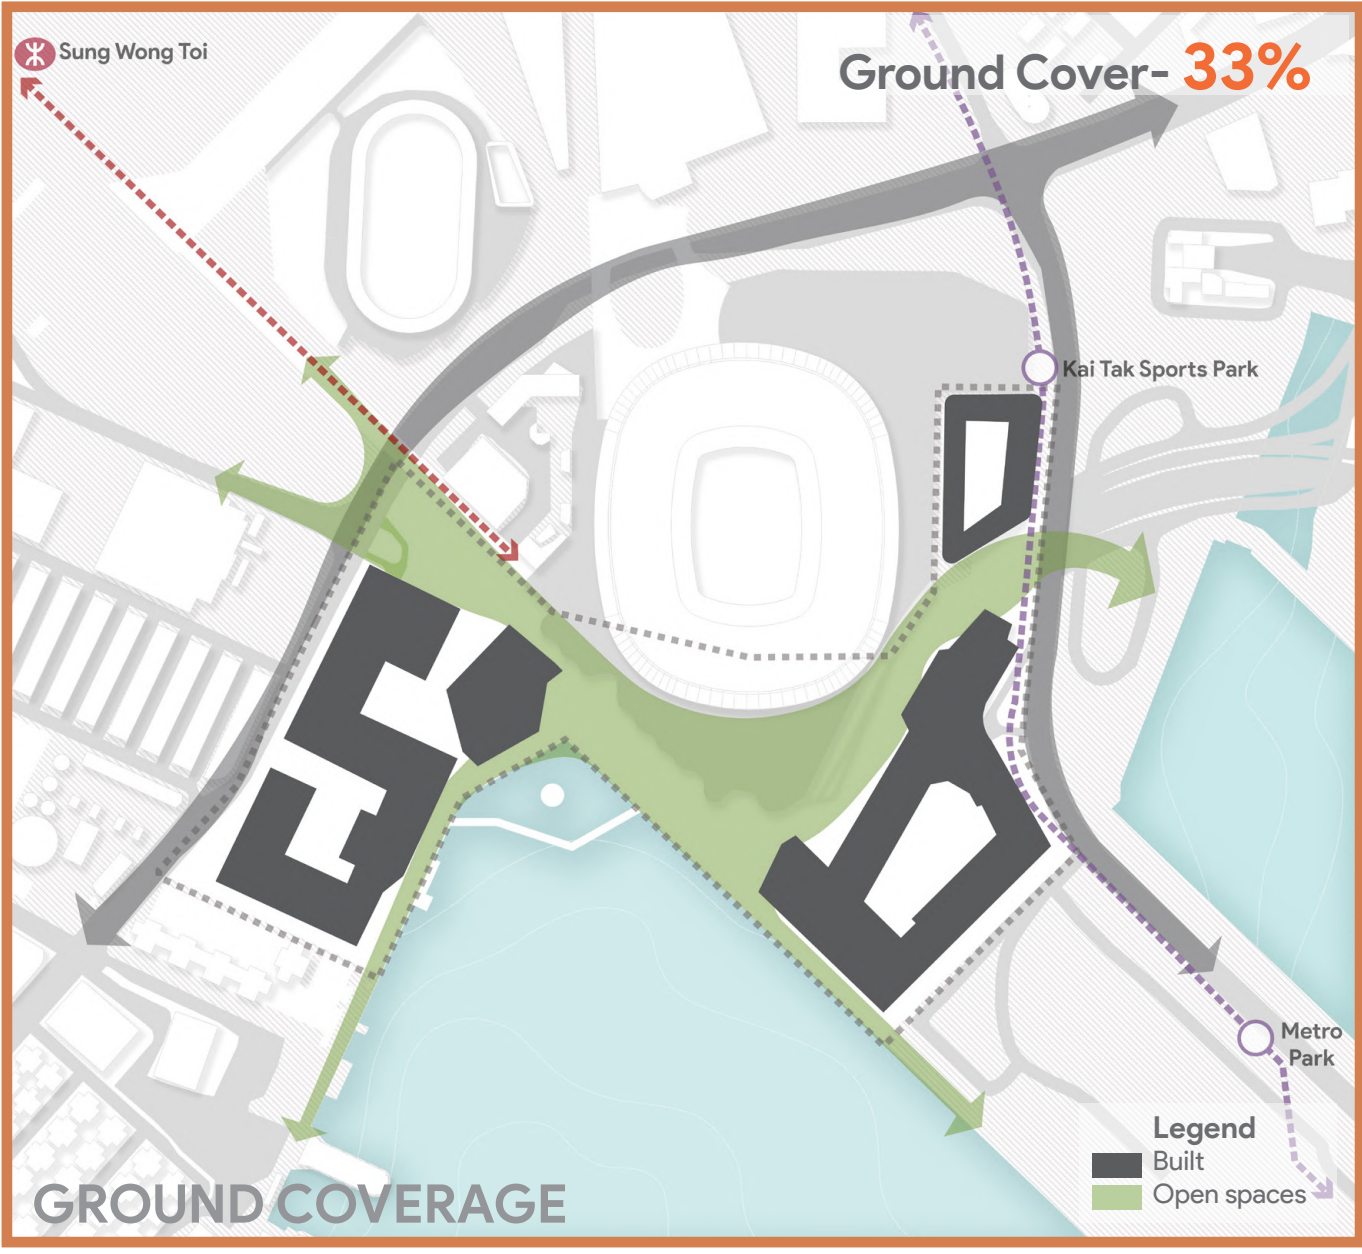 Sung Wong Toi
Ground Cover- 33%
Kai Tak Sports Park
Metro
Park
Legend
Built
Open spaces
GROUND COVERAGE